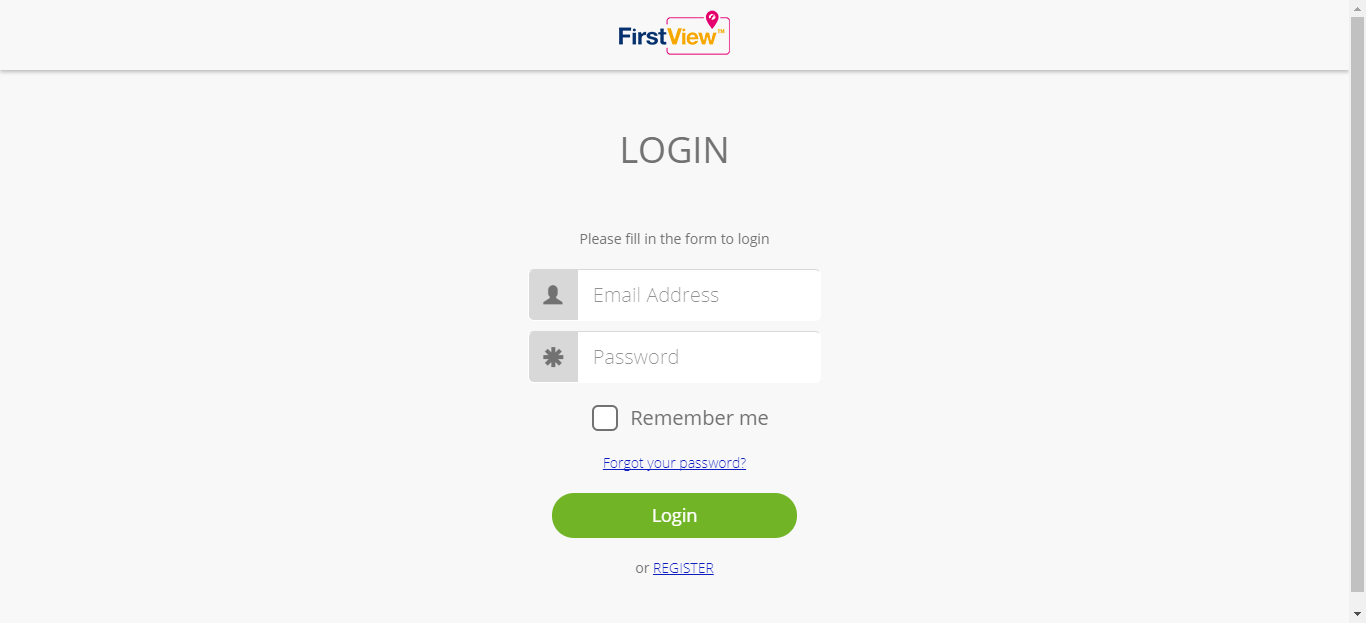 FirstView™
LOGIN
Please fill in the form to login
Email Address
Password
Remember me
Forgot your password?
Login
or REGISTER